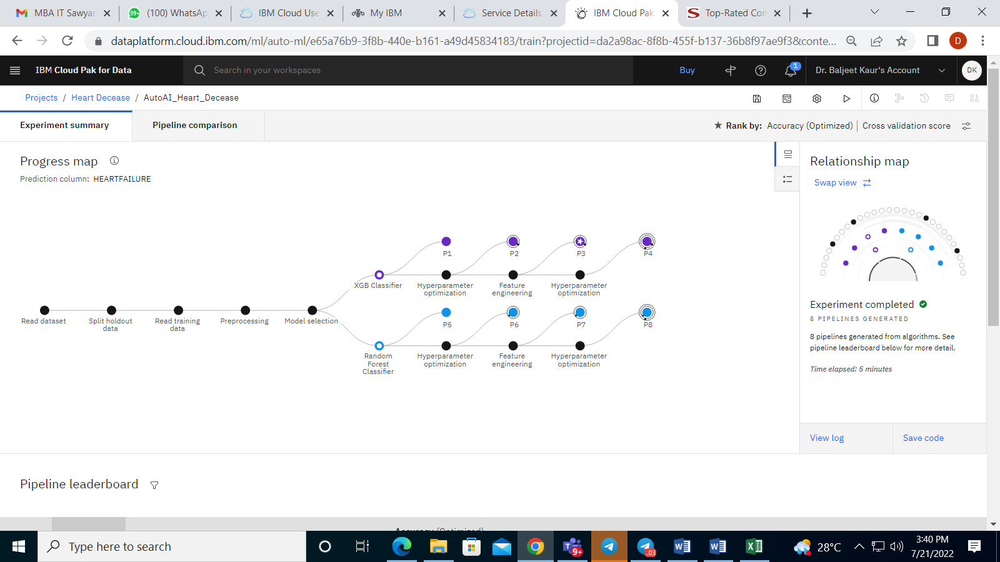 MBA IT Sawyan
(100) WhatsAp
IBM Cloud Use
My IBM
Service Details
IBM Cloud Pak
Top-Rated Con
dataplatform.cloud.ibm.com/ml/auto-ml/e65a76b9-3f8b-440e-b161-a49d45834183/train?projectid=da2a98ac-8f8b-455f-b137-36b8f97ae9f3&conte...
D
IBM Cloud Pak for Data
Search in your workspaces
Buy
1
Dr. Baljeet Kaur's Account
DK
Projects / Heart Decease / AutoAI_Heart_Decease
Experiment summary
Pipeline comparison
Rank by: Accuracy (Optimized) | Cross validation score
Progress map
Prediction column: HEARTFAILURE
P1
P2
P3
P4
XGB Classifier
Hyperparameter
optimization
Feature
engineering
Hyperparameter
optimization
Read dataset
Split holdout
data
Read training
data
Preprocessing
Model selection
P5
P6
P7
P8
Random
Forest
Classifier
Hyperparameter
optimization
Feature
engineering
Hyperparameter
optimization
Relationship map
Swap view
Experiment completed
8 PIPELINES GENERATED
8 pipelines generated from algorithms. See
pipeline leaderboard below for more detail.
Time elapsed: 5 minutes
View log
Save code
Pipeline leaderboard
Accuracy (Optimized)
Type here to search
9+
.03
28°C
3:40 PM
7/21/2022